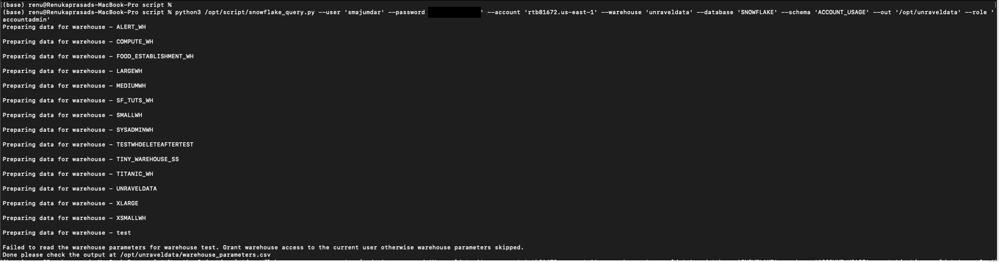 [(base) renu@Renukaprasads-MacBook-Pro script % ]
(base) renu@Renukaprasads-MacBook-Pro script % python3 /opt/script/snowflake_query.py --user 'smajumdar' --password ' --account 'rtb81672.us-east-1' --warehouse 'unraveldata' --database 'SNOWFLAKE' --schema 'ACCOUNT_USAGE' --out '/opt/unraveldata' --role '
accountadmin'
Preparing data for warehouse - ALERT_WH
Preparing data for warehouse - COMPUTE_WH
Preparing data for warehouse - FOOD_ESTABLISHMENT_WH
Preparing data for warehouse - LARGEWH
Preparing data for warehouse - MEDIUMWH
Preparing data for warehouse - SF_TUTS_WH
Preparing data for warehouse - SMALLWH
Preparing data for warehouse - SYSADMINWH
Preparing data for warehouse - TESTWHDELETEAFTERTEST
Preparing data for warehouse - TINY_WAREHOUSE_SS
Preparing data for warehouse - TITANIC_WH
Preparing data for warehouse - UNRAVELDATA
Preparing data for warehouse - XLARGE
Preparing data for warehouse - XSMALLWH
Preparing data for warehouse - test
Failed to read the warehouse parameters for warehouse test. Grant warehouse access to the current user otherwise warehouse parameters skipped.
Done please check the output at /opt/unraveldata/warehouse_parameters.csv